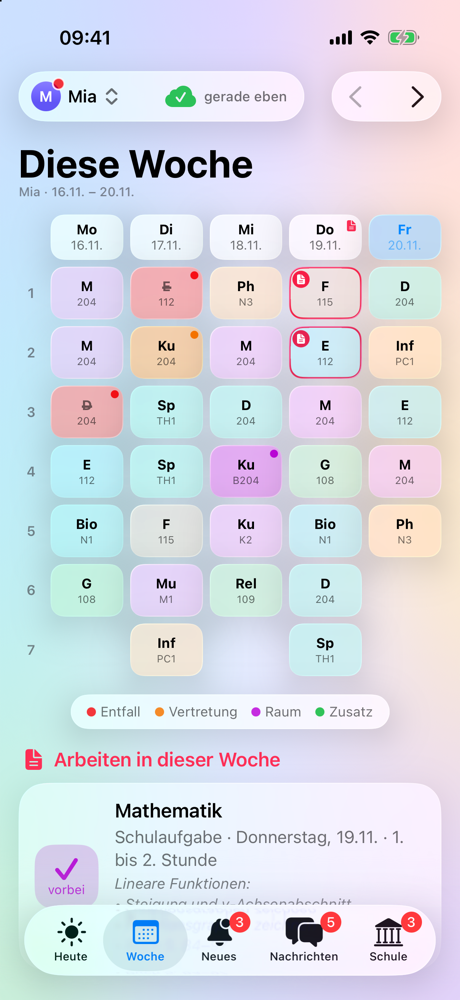 09:41
M Mia gerade eben
Diese Woche
Mia · 16.11. – 20.11.
Mo Di Mi Do Fr
16.11. 17.11. 18.11. 19.11. 20.11.
1 M E Ph F D
204 112 N3 115 204
2 M Ku M E Inf
204 204 204 112 PC1
3 D Sp D M E
204 TH1 204 204 112
4 E Sp Ku G M
112 TH1 B204 108 204
5 Bio F Ku Bio Ph
N1 115 K2 N1 N3
6 G Mu Rel D
108 M1 109 204
7 Inf Sp
PC1 TH1
Entfall Vertretung Raum Zusatz
Arbeiten in dieser Woche
Mathematik
Schulaufgabe · Donnerstag, 19.11. · 1.
bis 2. Stunde
vorbei
Lineare Funktionen:
• Steigung und y-Achsenabschnitt
3 5 3
Heute Woche Neues Nachrichten Schule